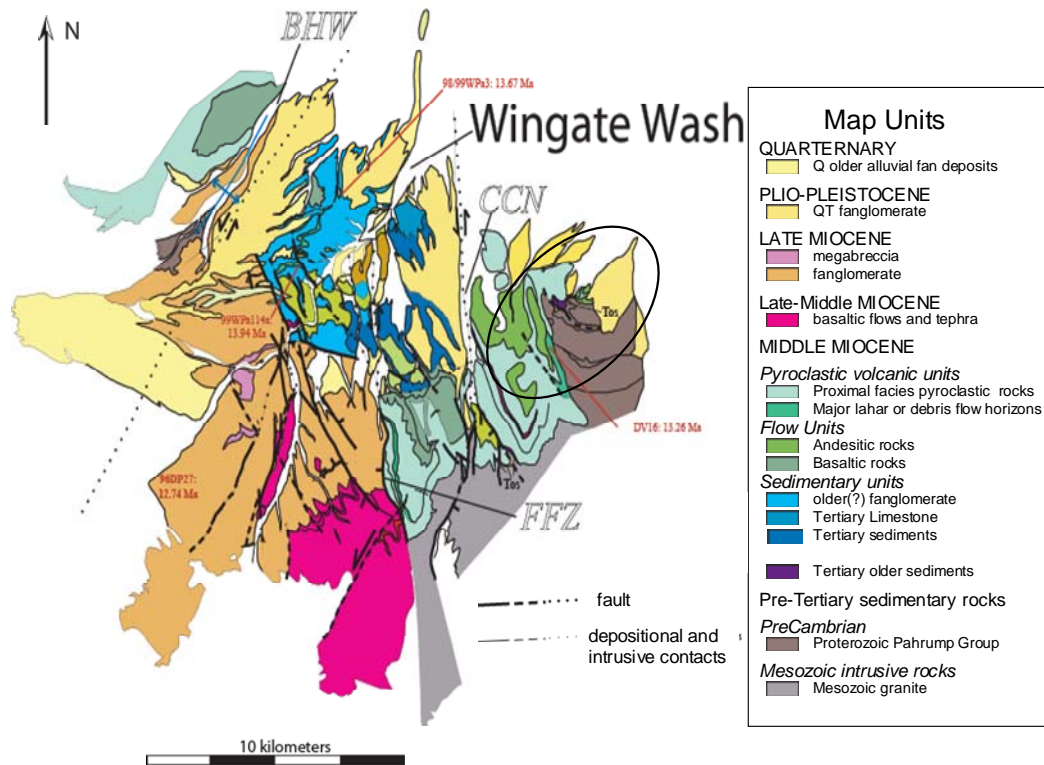 N
BHW
98/99WPa3: 13.67 Ma
Wingate Wash
CCN
Tos
99WPa114a:
13.94 Ma
DV16: 13.26 Ma
96DP27:
12.74 Ma
Tos
FFZ
fault
depositional and
intrusive contacts
10 kilometers
Map Units
QUARTERNARY
Q older alluvial fan deposits
PLIO-PLEISTOCENE
QT fanglomerate
LATE MIOCENE
megabreccia
fanglomerate
Late-Middle MIOCENE
basaltic flows and tephra
MIDDLE MIOCENE
Pyroclastic volcanic units
Proximal facies pyroclastic rocks
Major lahar or debris flow horizons
Flow Units
Andesitic rocks
Basaltic rocks
Sedimentary units
older(?) fanglomerate
Tertiary Limestone
Tertiary sediments
Tertiary older sediments
Pre-Tertiary sedimentary rocks
PreCambrian
Proterozoic Pahrump Group
Mesozoic intrusive rocks
Mesozoic granite